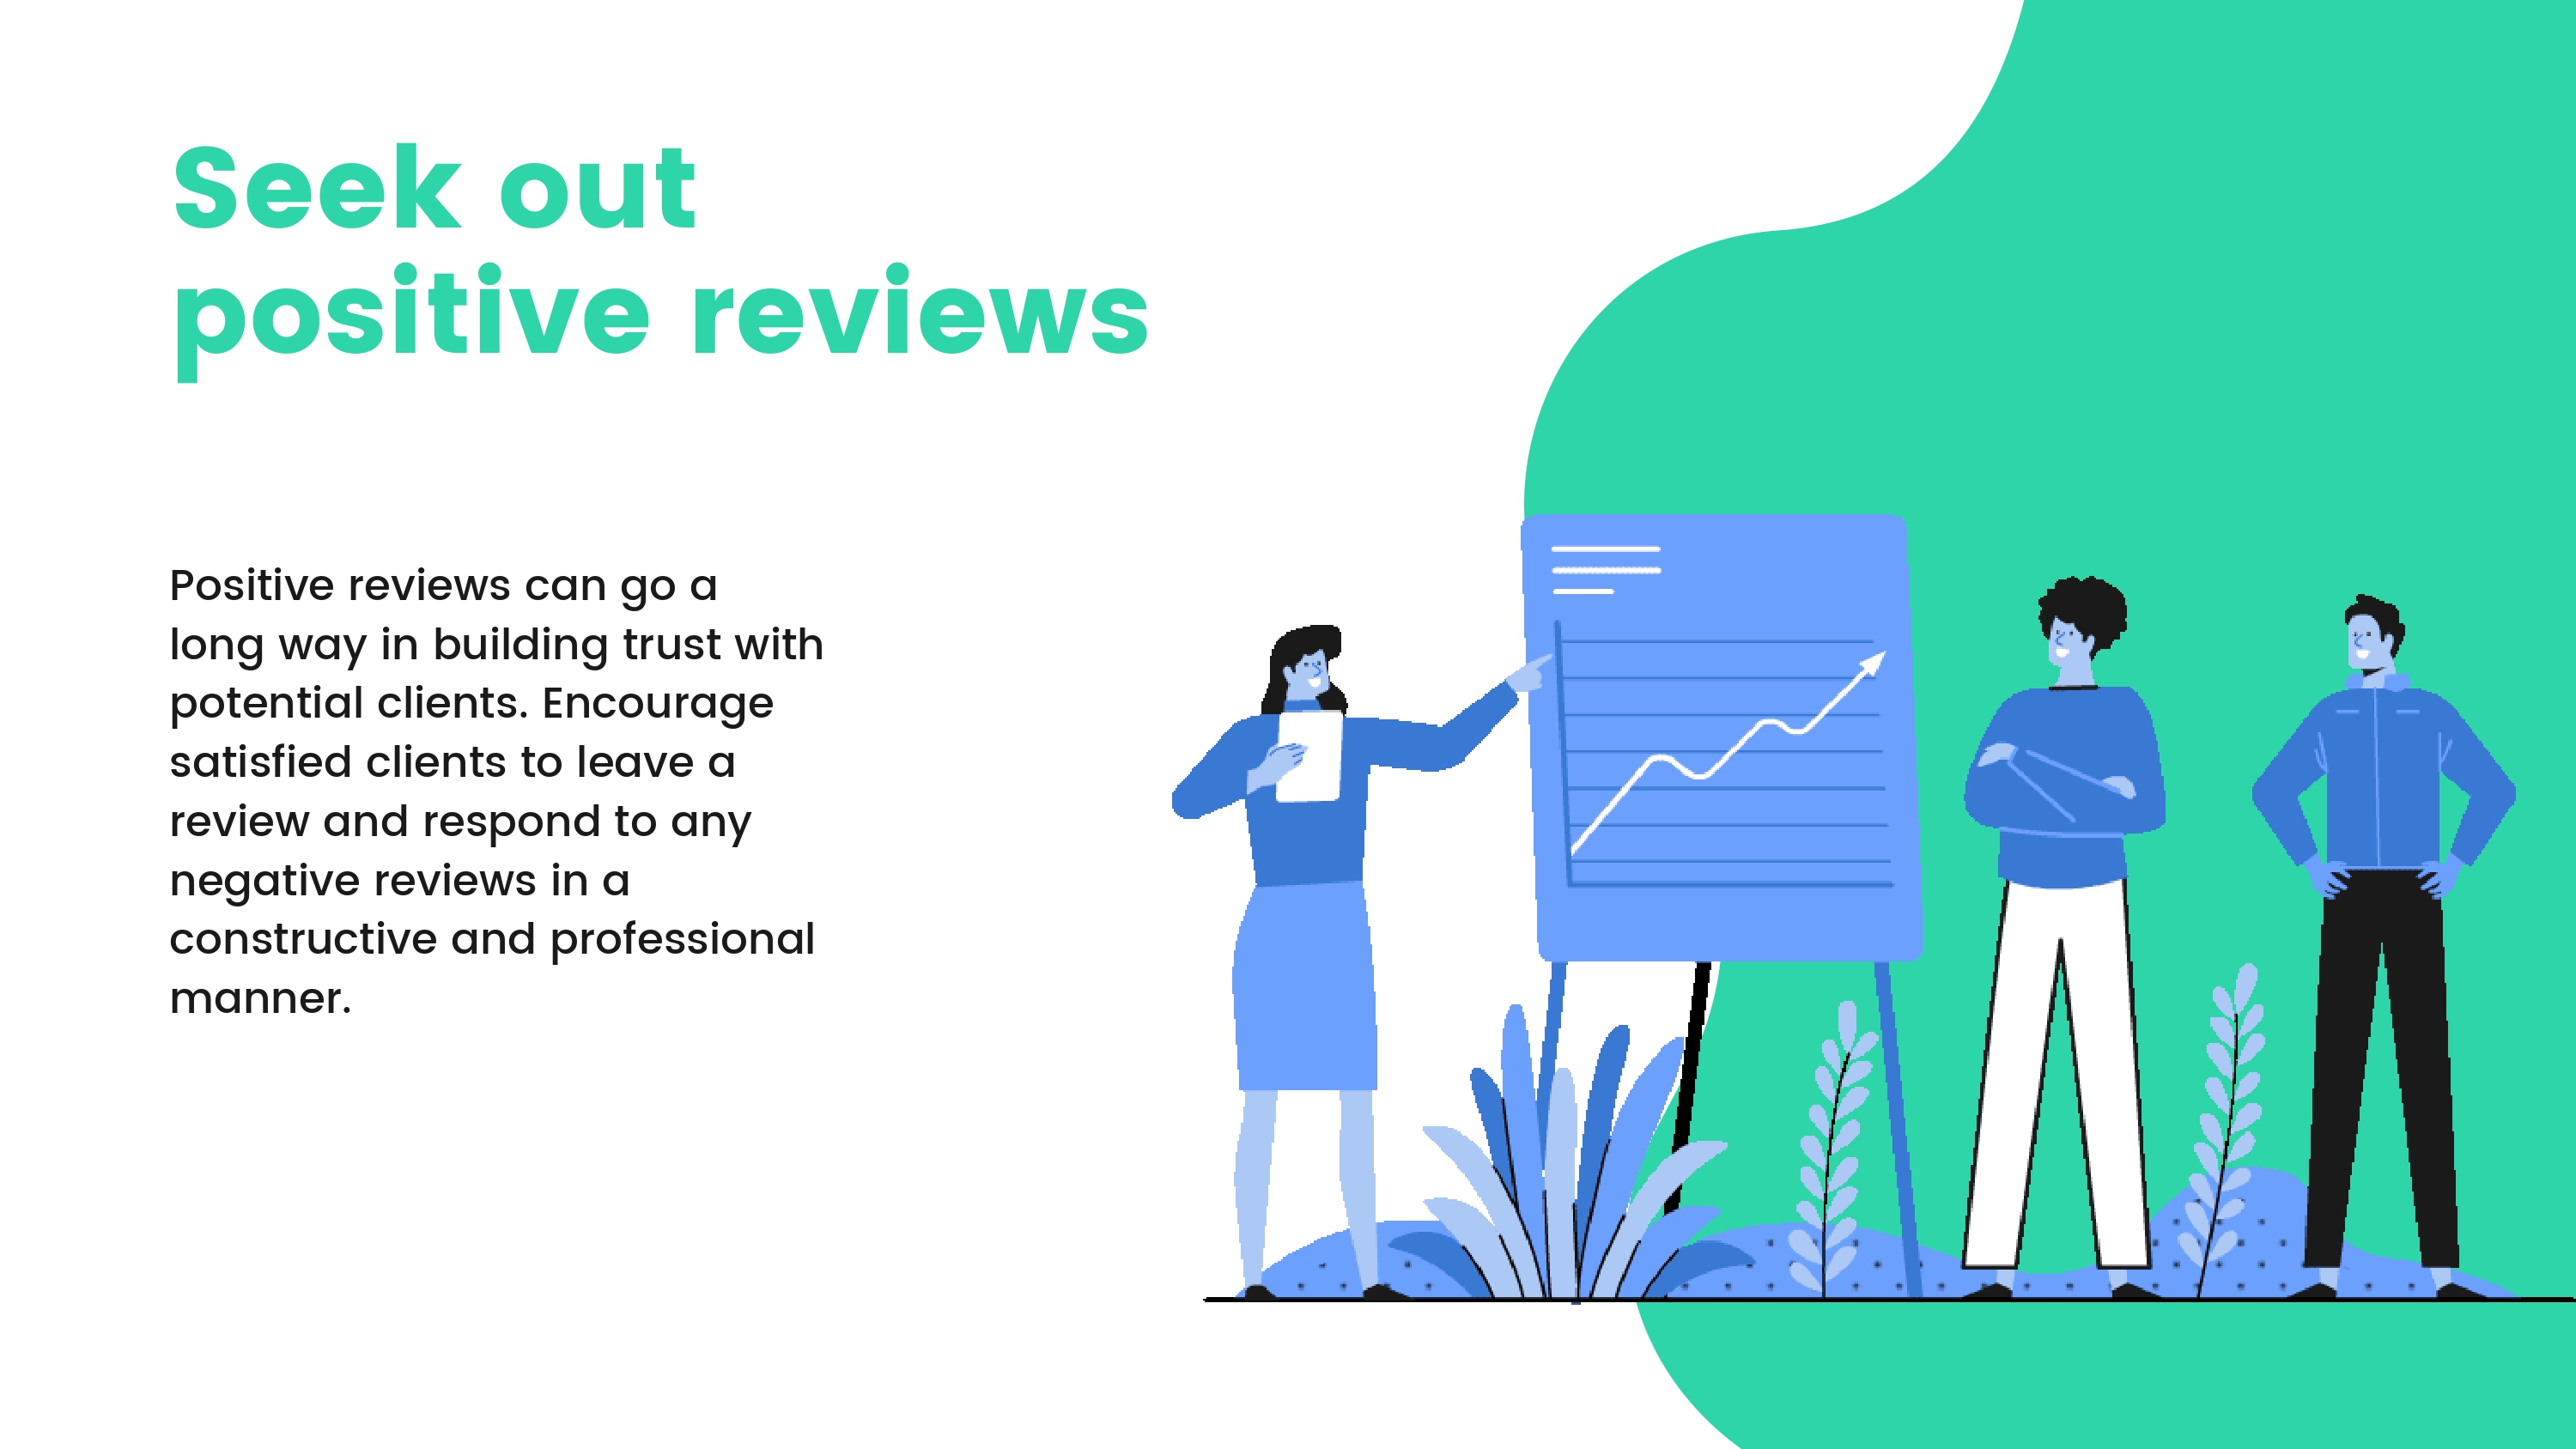 Seek out
positive reviews
Positive reviews can go a
long way in building trust with
potential clients. Encourage
satisfied clients to leave a
review and respond to any
negative reviews in a
constructive and professional
manner.